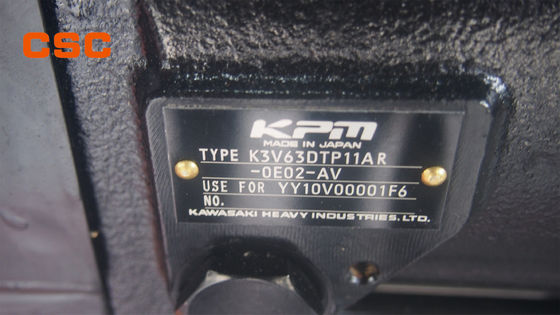 CSC
KPM
MADE IN JAPAN
TYPE K3V63DTP11AR
-0E02-AV
USE FOR YY10V00001F6
NO.
KAWASAKI HEAVY INDUSTRIES.LTD.